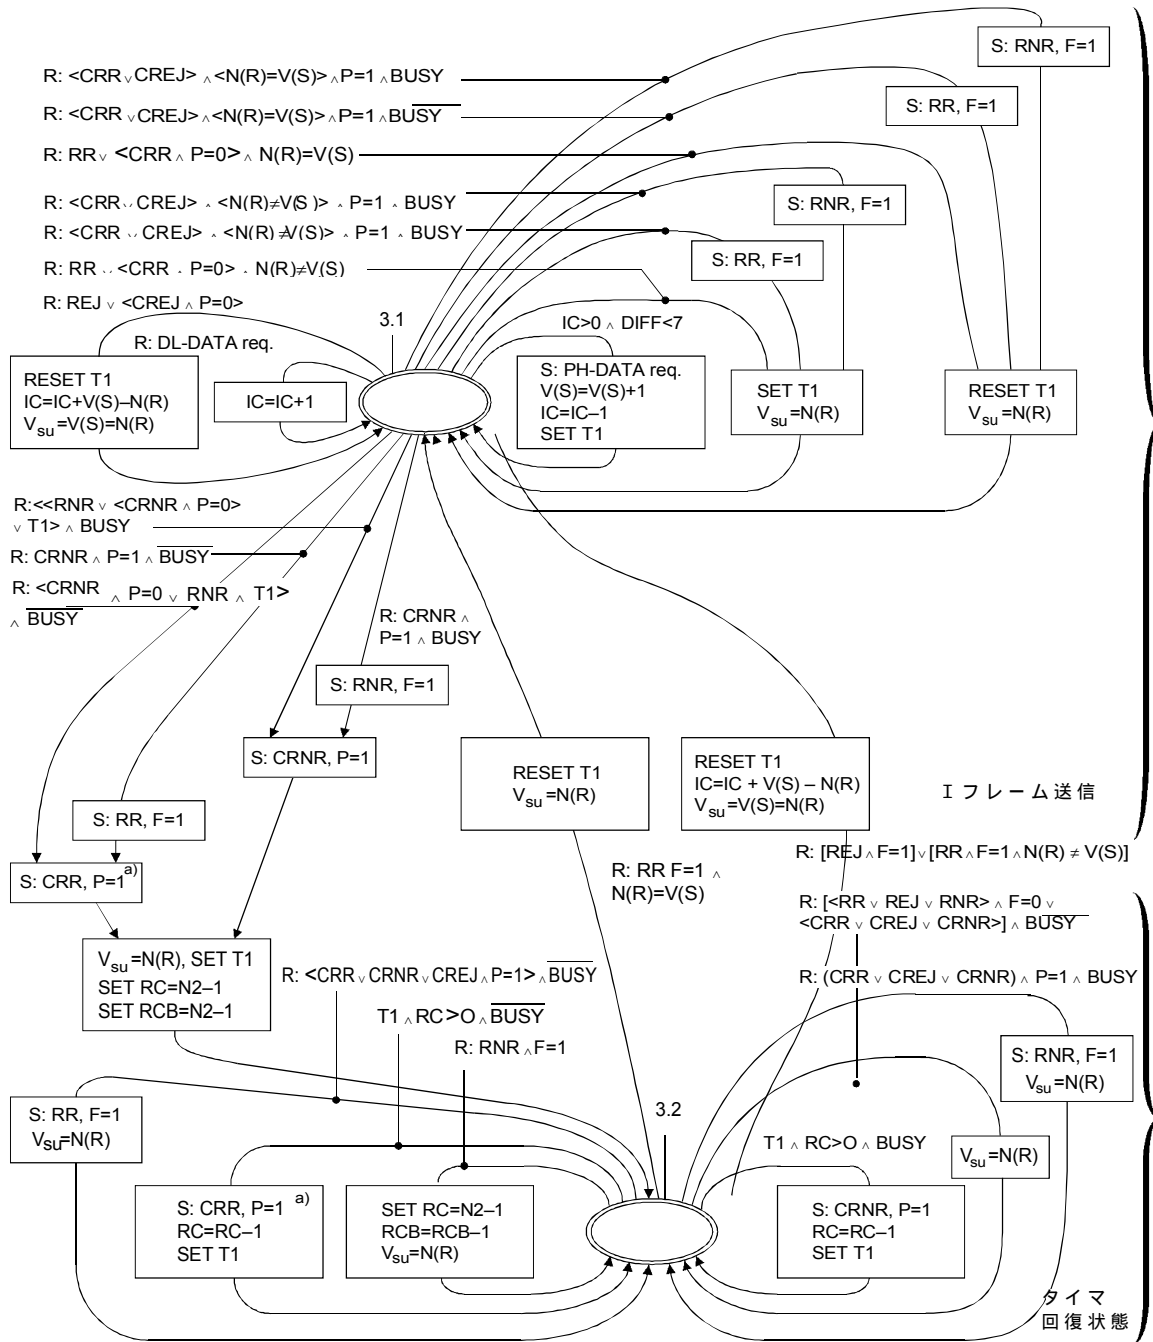 S: RNR, F=1
R: <CRR ∨ CREJ> ∧ <N(R)=V(S)> ∧ P=1 ∧ BUSY
S: RR, F=1
R: <CRR ∨ CREJ> ∧ <N(R)=V(S)> ∧ P=1 ∧ B̅U̅S̅Y̅
R: RR ∨ <CRR ∧ P=0> ∧ N(R)=V(S)
R: <CRR ∨ CREJ> ∧ <N(R)≠V(S)> ∧ P=1 ∧ BUSY
S: RNR, F=1
R: <CRR ∨ CREJ> ∧ <N(R)≠V(S)> ∧ P=1 ∧ BUSY
S: RR, F=1
R: RR ∨ <CRR ∧ P=0> ∧ N(R)≠V(S)
R: REJ ∨ <CREJ ∧ P=0>
3.1
IC>0 ∧ DIFF<7
R: DL-DATA req.
RESET T1
IC=IC+V(S)–N(R)
Vsu=V(S)=N(R)
IC=IC+1
S: PH-DATA req.
V(S)=V(S)+1
IC=IC–1
SET T1
SET T1
Vsu=N(R)
RESET T1
Vsu=N(R)
R:<<RNR ∨ <CRNR ∧ P=0>
∨ T1> ∧ BUSY
R: CRNR ∧ P=1 ∧ B̅U̅S̅Y̅
R: <CRNR ∧ P=0 ∨ RNR ∧ T1>
∧ B̅U̅S̅Y̅
R: CRNR ∧
P=1 ∧ BUSY
S: RNR, F=1
S: CRNR, P=1
RESET T1
Vsu=N(R)
RESET T1
IC=IC + V(S) – N(R)
Vsu=V(S)=N(R)
Iフレーム送信
S: RR, F=1
S: CRR, P=1 a)
R: RR F=1 ∧
N(R)=V(S)
R: [REJ ∧ F=1] ∨ [RR ∧ F=1 ∧ N(R) ≠ V(S)]
R: [<RR ∨ REJ ∨ RNR> ∧ F=0 ∨
<CRR ∨ CREJ ∨ CRNR>] ∧ B̅U̅S̅Y̅
Vsu=N(R), SET T1
SET RC=N2–1
SET RCB=N2–1
R: <CRR ∨ CRNR ∨ CREJ ∧ P=1> ∧ B̅U̅S̅Y̅
R: (CRR ∨ CREJ ∨ CRNR) ∧ P=1 ∧ BUSY
T1 ∧ RC>O ∧ B̅U̅S̅Y̅
R: RNR ∧ F=1
S: RNR, F=1
Vsu=N(R)
S: RR, F=1
Vsu=N(R)
3.2
T1 ∧ RC>O ∧ BUSY
Vsu=N(R)
S: CRR, P=1 a)
RC=RC–1
SET T1
SET RC=N2–1
RCB=RCB–1
Vsu=N(R)
S: CRNR, P=1
RC=RC–1
SET T1
タイマ
回復状態